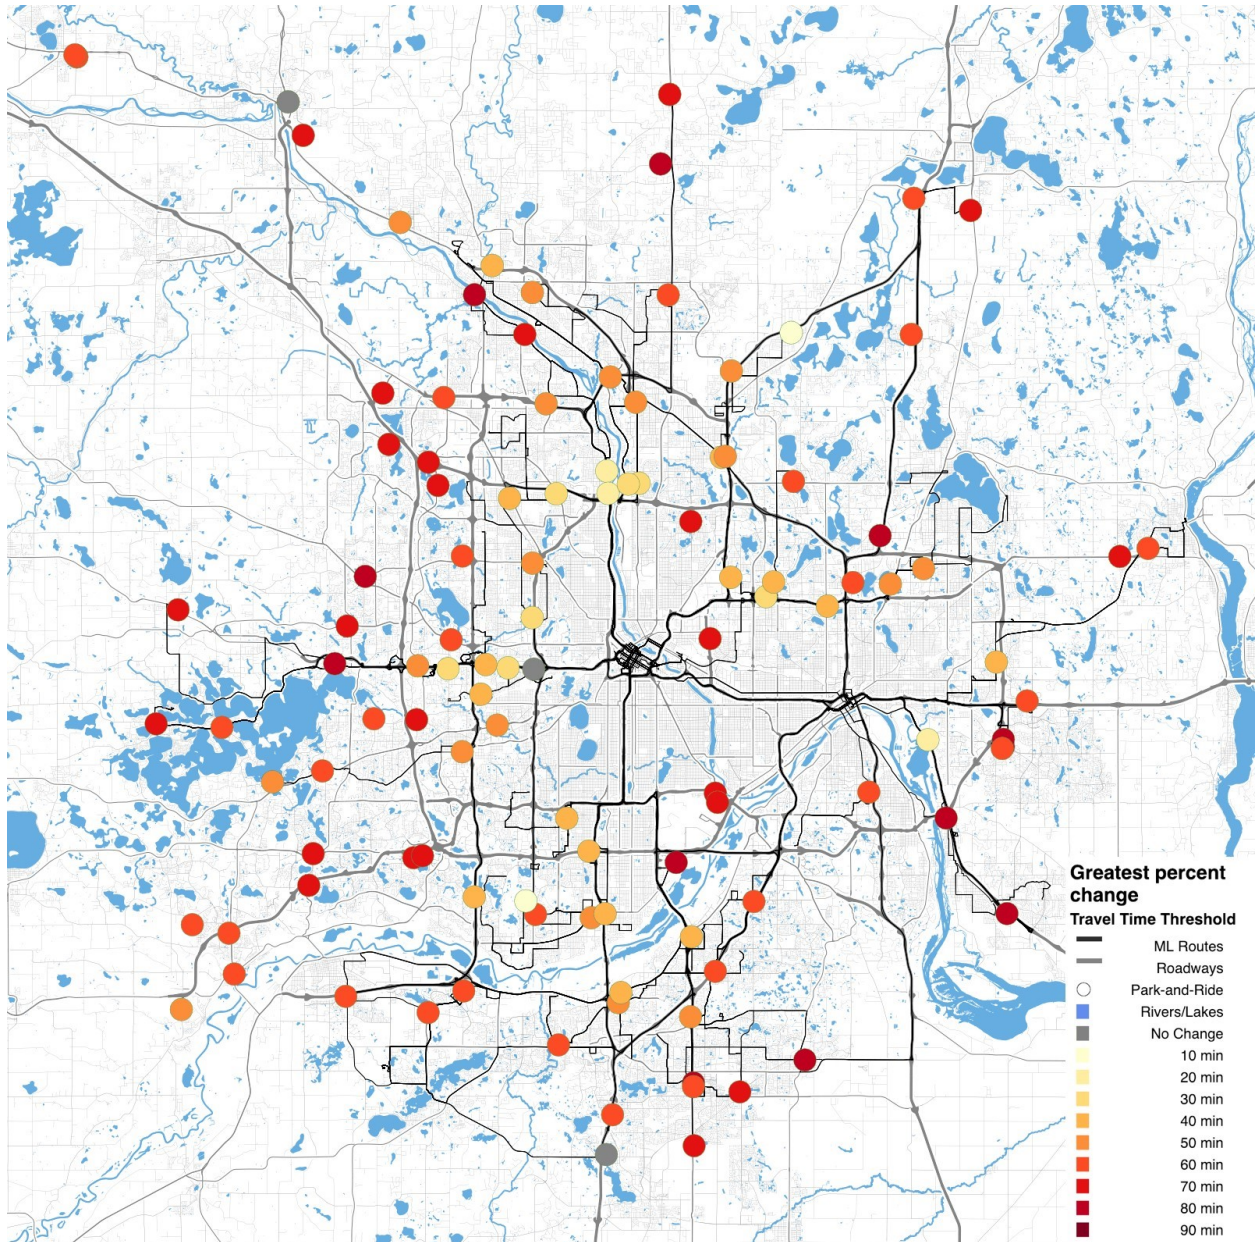 Greatest percent
change
Travel Time Threshold
ML Routes
Roadways
Park-and-Ride
Rivers/Lakes
No Change
10 min
20 min
30 min
40 min
50 min
60 min
70 min
80 min
90 min